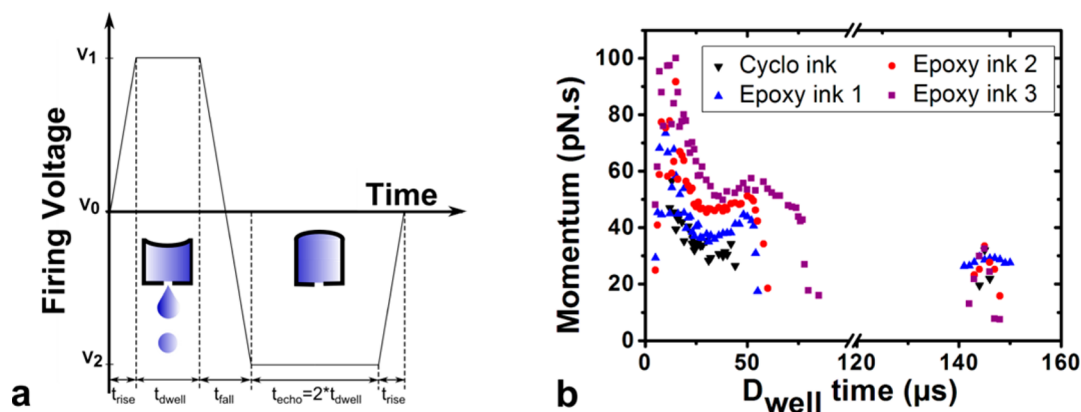 Firing Voltage
V1
V0
V2
Time
trise
tdwell
tfall
techo=2*tdwell
trise
a
Momentum (pN.s)
100
80
60
40
20
0
Cyclo ink
Epoxy ink 1
Epoxy ink 2
Epoxy ink 3
0 25 50 75 120 140 160
Dwell time (µs)
b